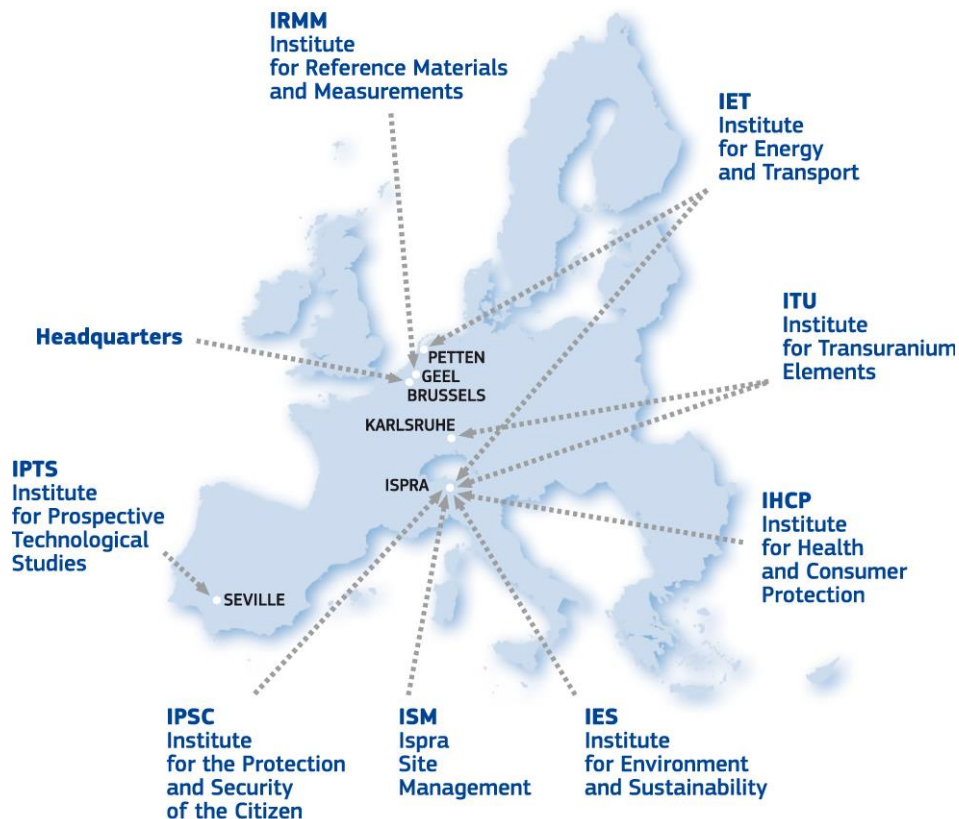 IRMM
Institute
for Reference Materials
and Measurements
IET
Institute
for Energy
and Transport
ITU
Institute
for Transuranium
Elements
Headquarters
PETTEN
GEEL
BRUSSELS
KARLSRUHE
ISPRA
IPTS
Institute
for Prospective
Technological
Studies
SEVILLE
IHCP
Institute
for Health
and Consumer
Protection
IPSC
Institute
for the Protection
and Security
of the Citizen
ISM
Ispra
Site
Management
IES
Institute
for Environment
and Sustainability